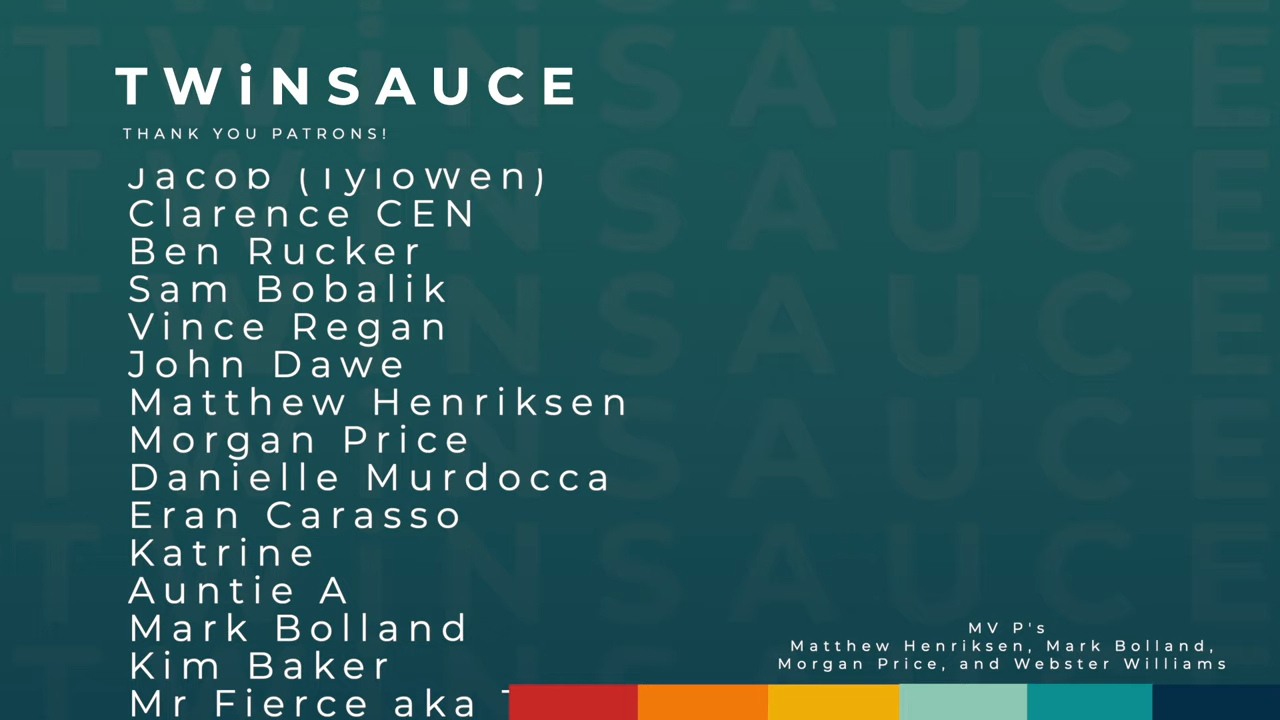 TWiNSAUCE
THANK YOU PATRONS!
Jacob (Tylowen)
Clarence CEN
Ben Rucker
Sam Bobalik
Vince Regan
John Dawe
Matthew Henriksen
Morgan Price
Danielle Murdocca
Eran Carasso
Katrine
Auntie A
Mark Bolland
Kim Baker
Mr Fierce aka
MV P's
Matthew Henriksen, Mark Bolland,
Morgan Price, and Webster Williams